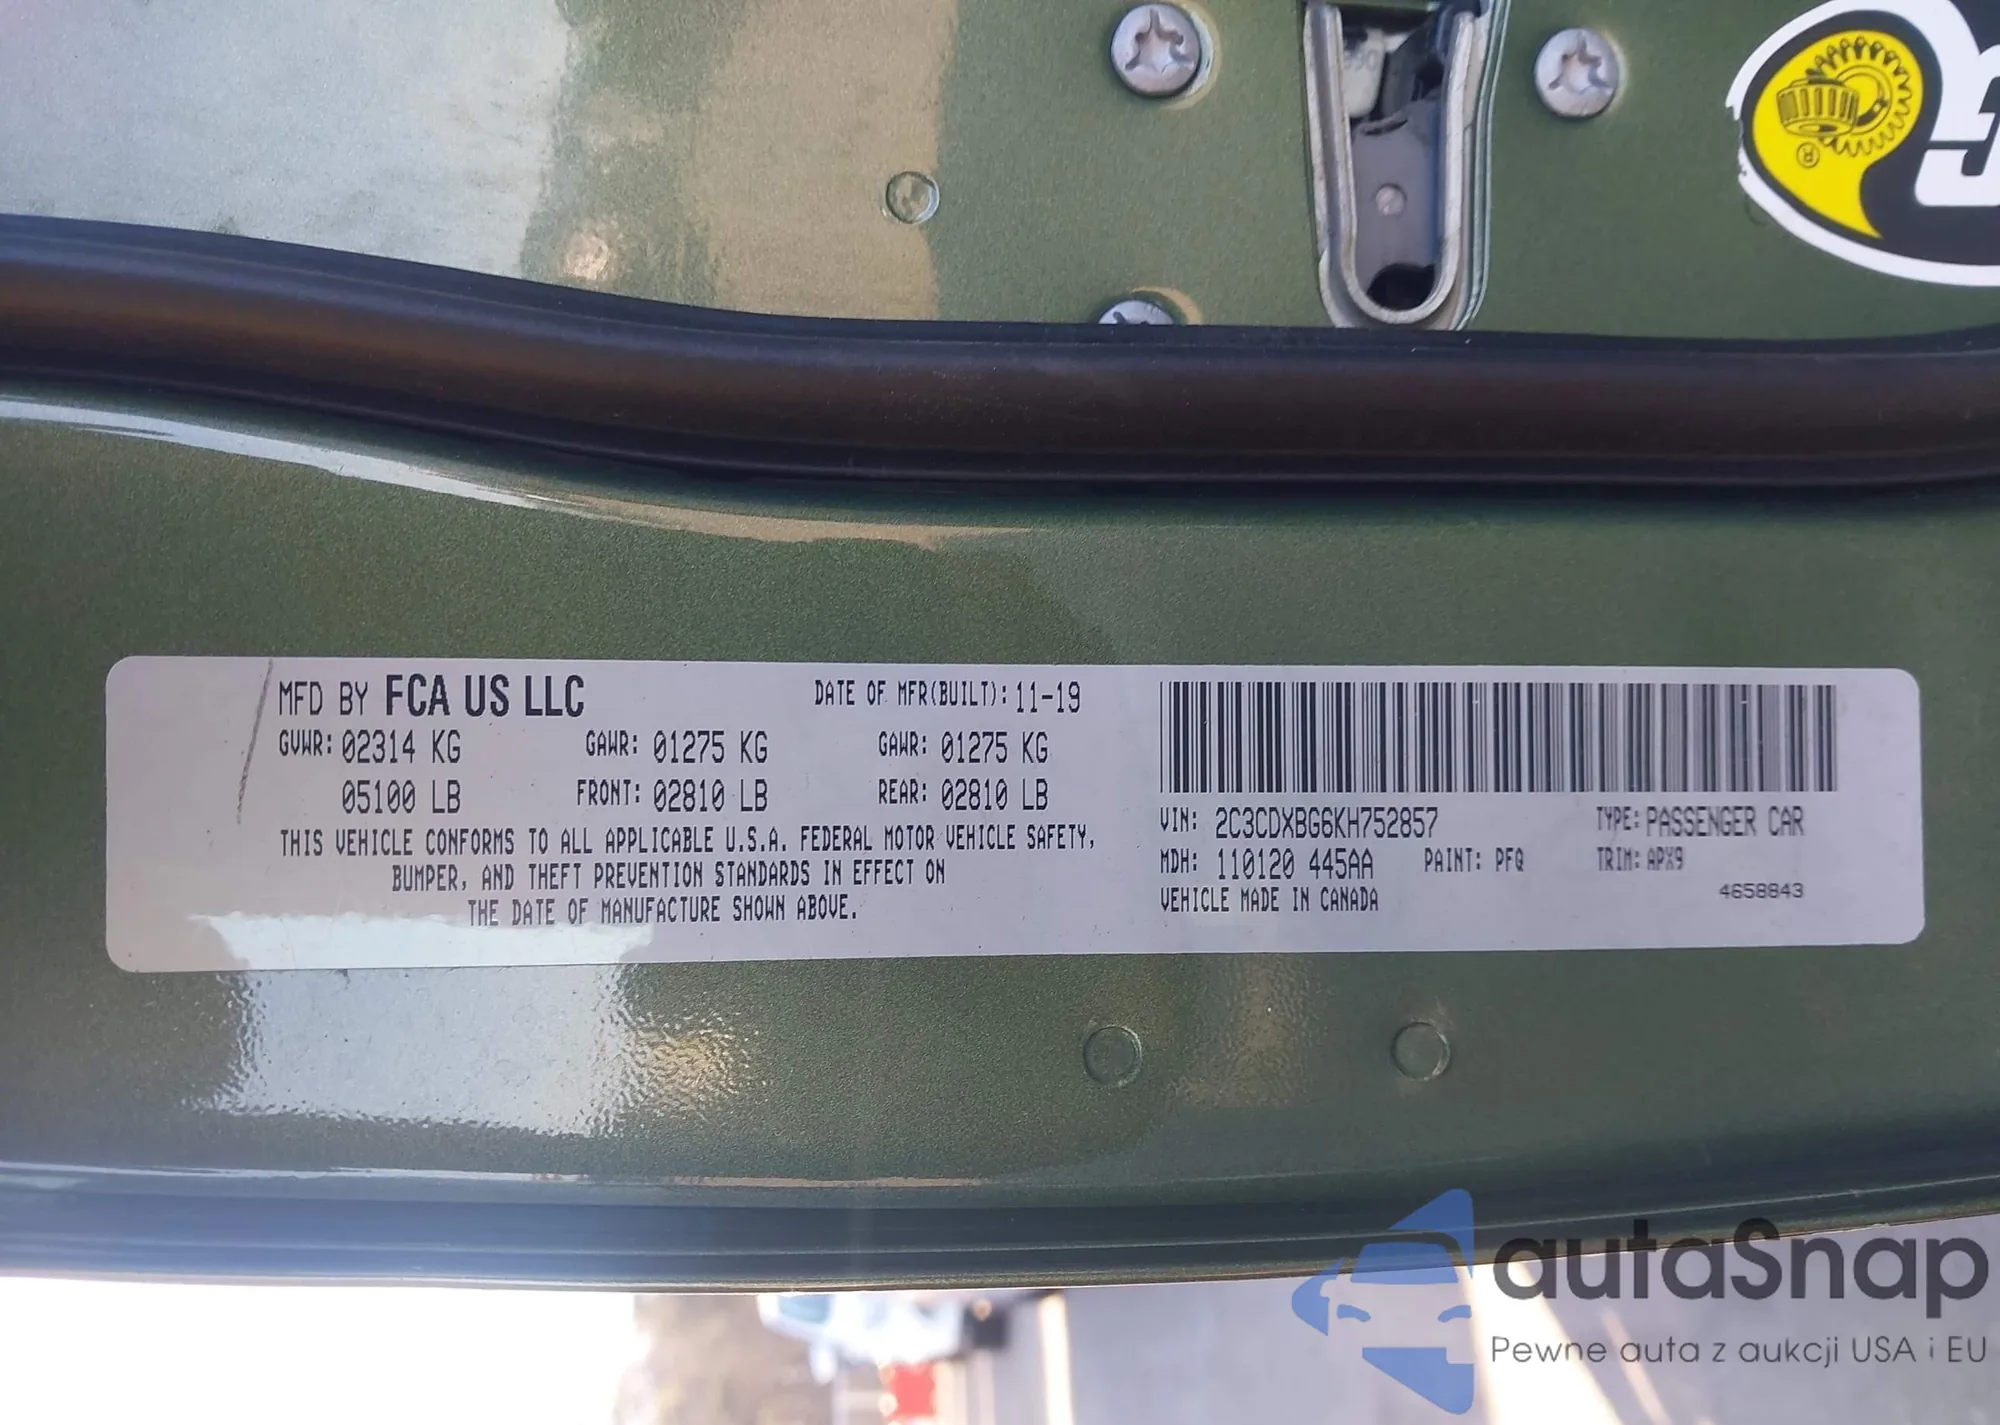 MFD BY FCA US LLC
DATE OF MFR(BUILT): 11-19
GVWR: 02314 KG
GAWR: 01275 KG
GAWR: 01275 KG
05100 LB
FRONT: 02810 LB
REAR: 02810 LB
THIS VEHICLE CONFORMS TO ALL APPLICABLE U.S.A. FEDERAL MOTOR VEHICLE SAFETY,
BUMPER, AND THEFT PREVENTION STANDARDS IN EFFECT ON
THE DATE OF MANUFACTURE SHOWN ABOVE.
VIN: 2C3CDXBG6KH752857
TYPE: PASSENGER CAR
MDH: 110120 445AA
PAINT: PFQ
TRIM: APX9
VEHICLE MADE IN CANADA
4658843
®
autaSnap
Pewne auta z aukcji USA i EU